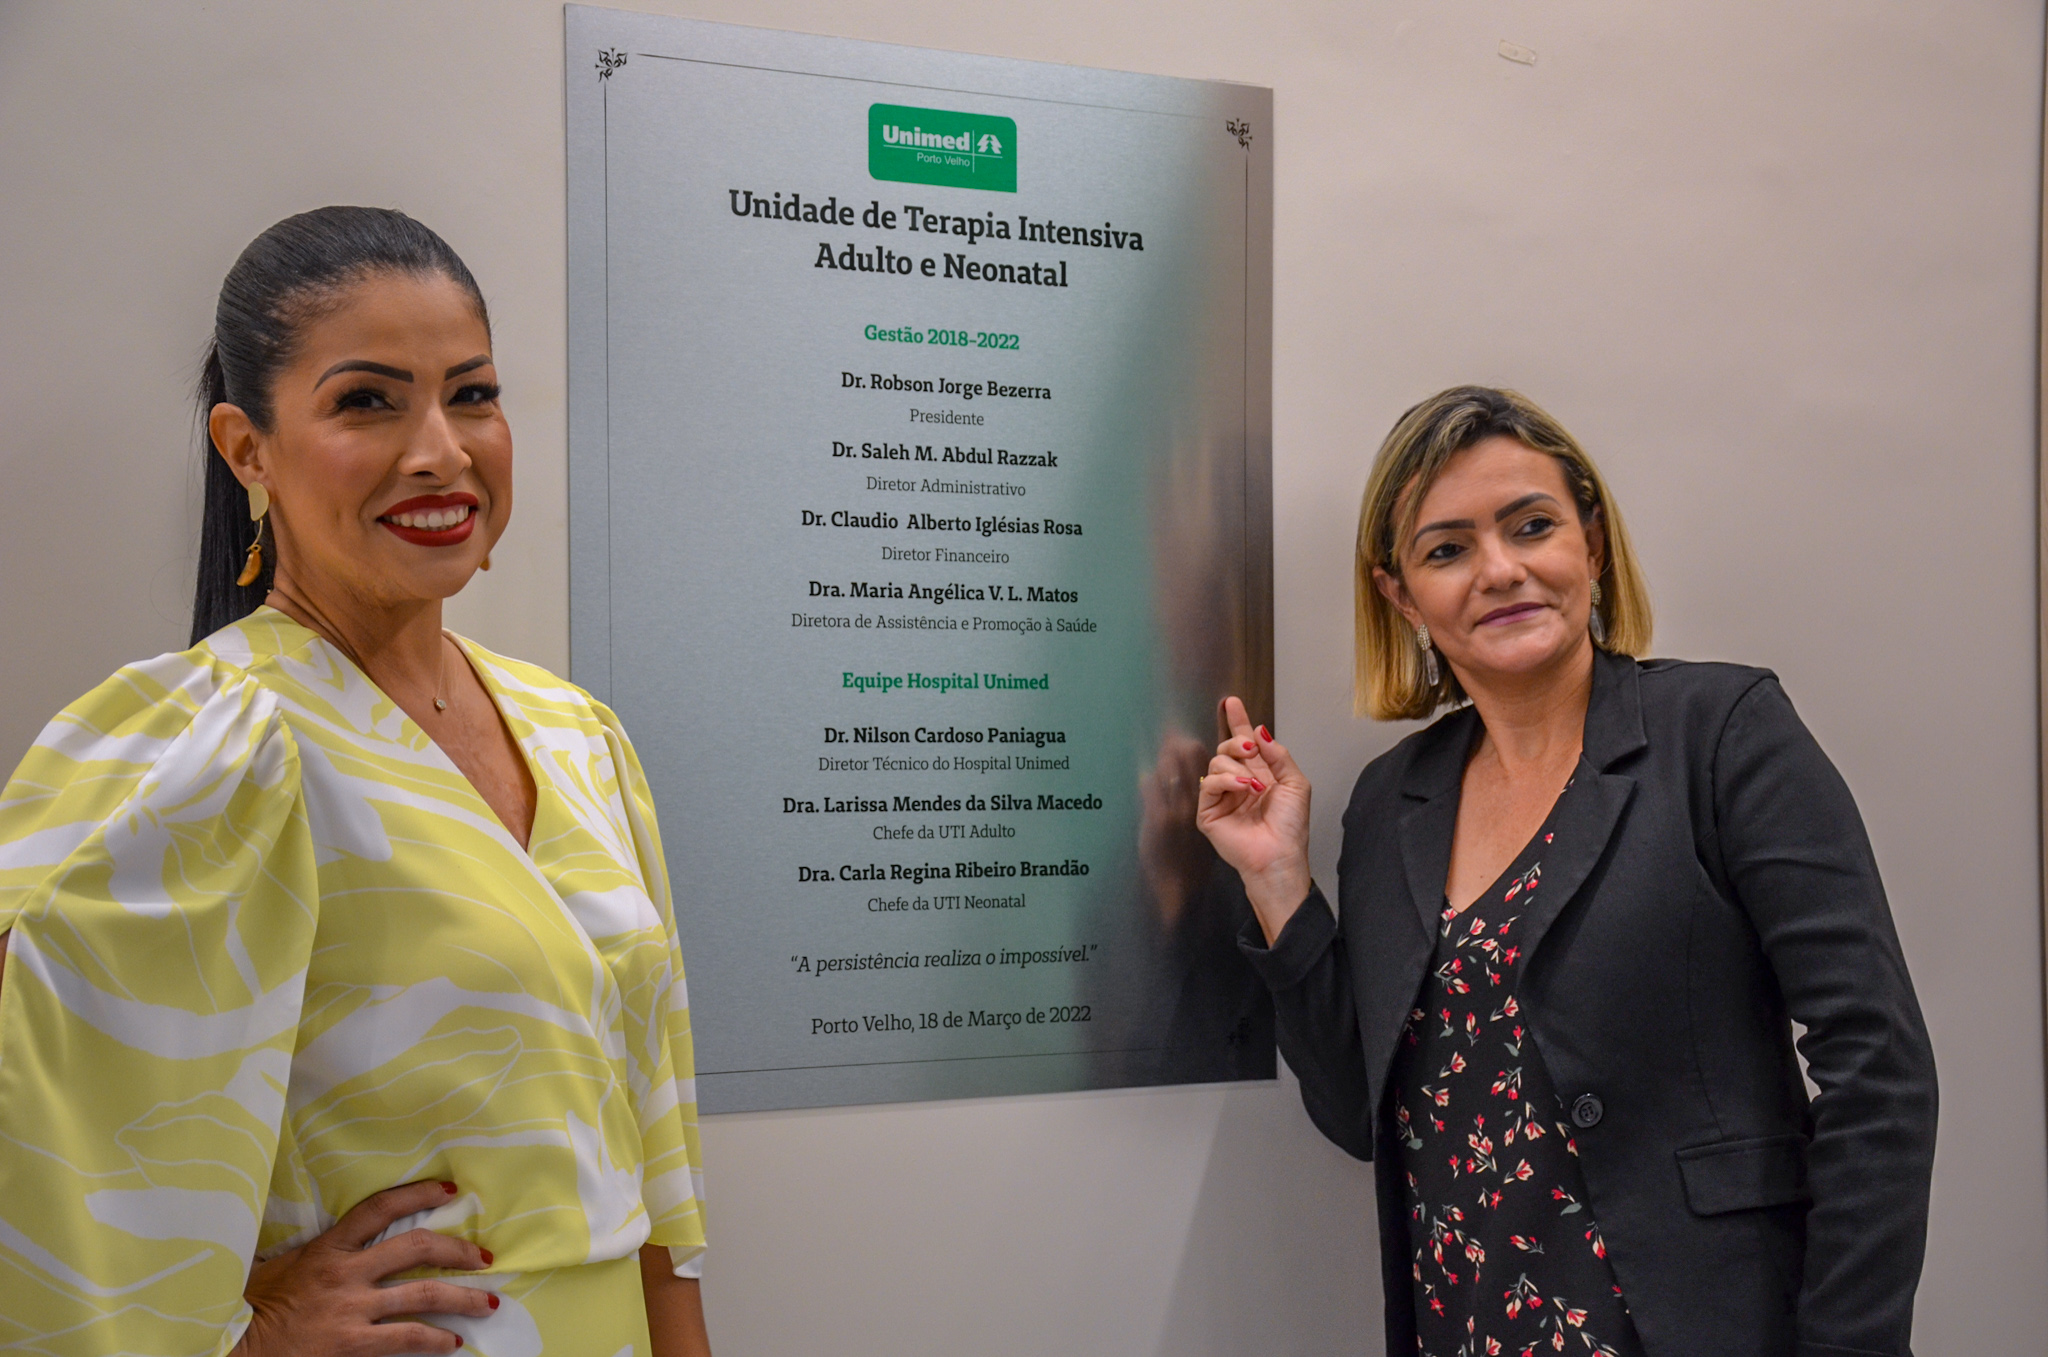 Unimed
Porto Velho
Unidade de Terapia Intensiva
Adulto e Neonatal
Gestão 2018-2022
Dr. Robson Jorge Bezerra
Presidente
Dr. Saleh M. Abdul Razzak
Diretor Administrativo
Dr. Claudio Alberto Iglésias Rosa
Diretor Financeiro
Dra. Maria Angélica V. L. Matos
Diretora de Assistência e Promoção à Saúde
Equipe Hospital Unimed
Dr. Nilson Cardoso Paniagua
Diretor Técnico do Hospital Unimed
Dra. Larissa Mendes da Silva Macedo
Chefe da UTI Adulto
Dra. Carla Regina Ribeiro Brandão
Chefe da UTI Neonatal
“A persistência realiza o impossível.”
Porto Velho, 18 de Março de 2022